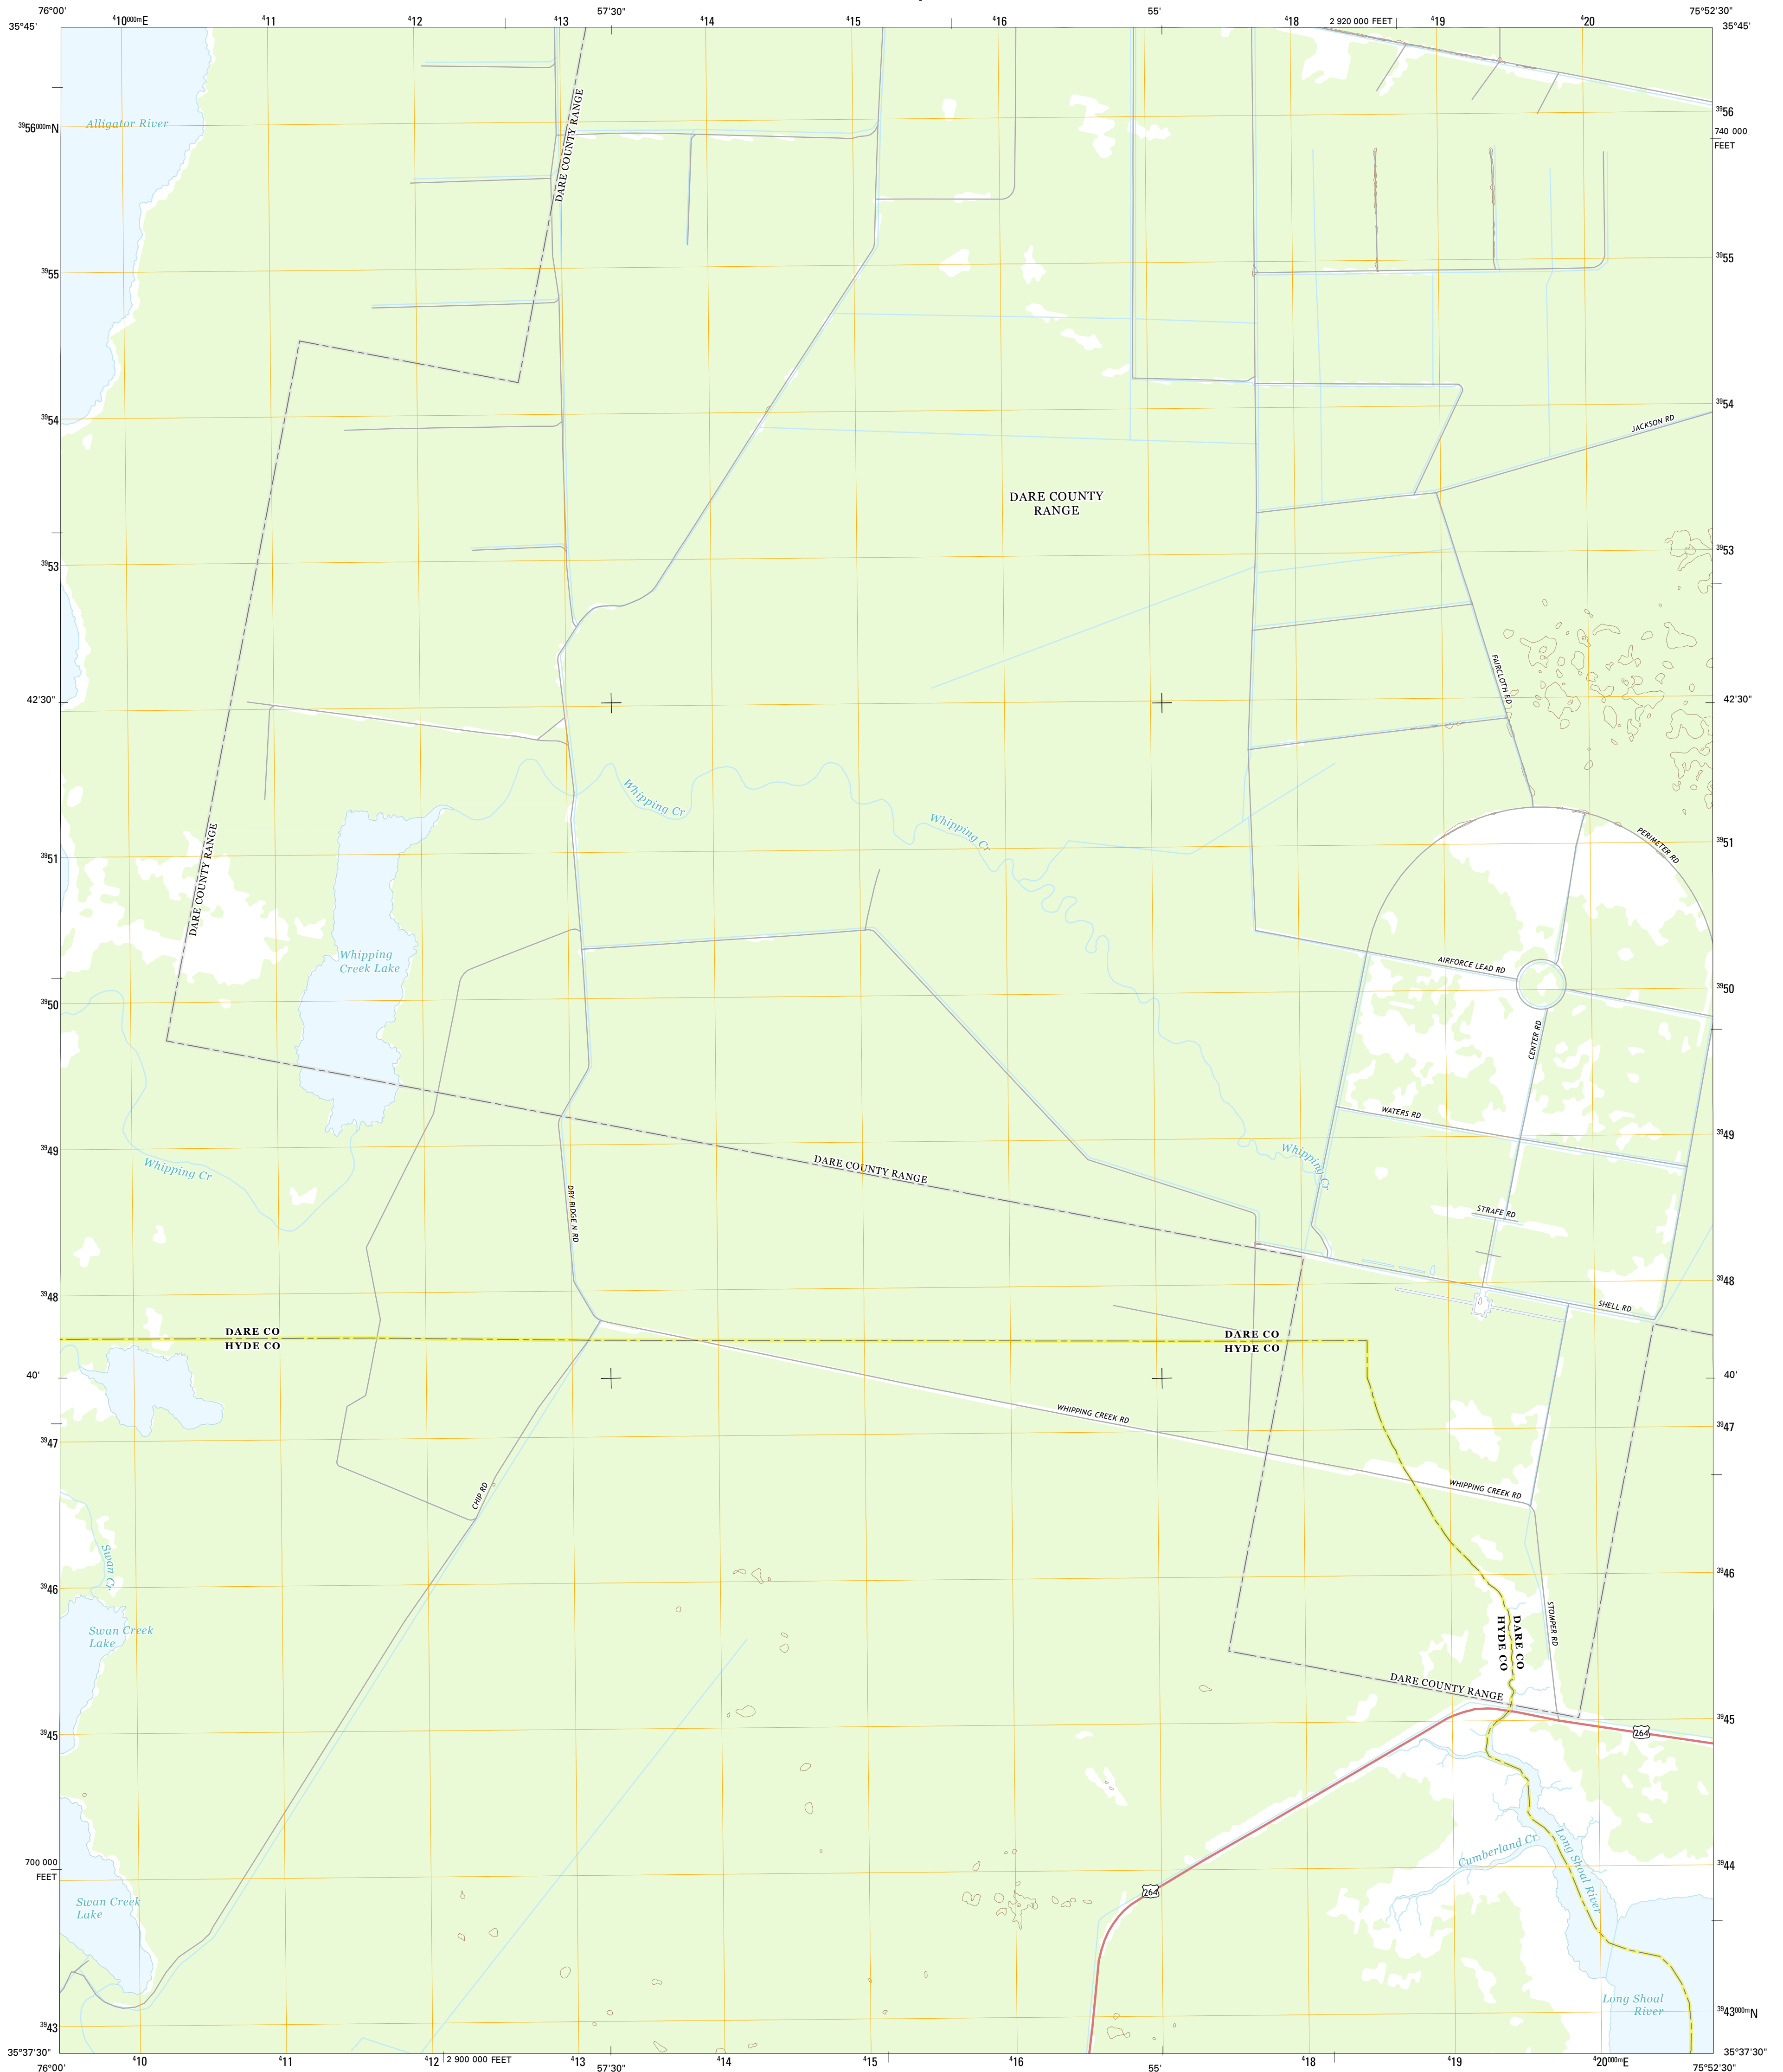 76°00'
⁴10⁰⁰⁰ᵐE
⁴11
⁴12
⁴13
57'30"
⁴14
⁴15
⁴16
55'
⁴18
2 920 000 FEET
⁴19
⁴20
75°52'30"
35°45'
35°45'
Alligator River
DARE COUNTY RANGE
³⁹56⁰⁰⁰ᵐN
³⁹56
740 000
FEET
³⁹55
³⁹55
³⁹54
³⁹54
JACKSON RD
DARE COUNTY
RANGE
³⁹53
³⁹53
FAIRCLOTH RD
42'30"
42'30"
Whipping Cr
Whipping Cr
PERIMETER RD
³⁹51
³⁹51
DARE COUNTY RANGE
Whipping
Creek Lake
AIRFORCE LEAD RD
³⁹50
³⁹50
CENTER RD
WATERS RD
³⁹49
³⁹49
Whipping Cr
DARE COUNTY RANGE
Whipping Cr
DRY RIDGE N RD
STRAFE RD
³⁹48
³⁹48
SHELL RD
DARE CO
HYDE CO
DARE CO
HYDE CO
40'
40'
WHIPPING CREEK RD
³⁹47
³⁹47
CHIP RD
WHIPPING CREEK RD
Swan Cr
³⁹46
³⁹46
Swan Creek
Lake
DARE CO
HYDE CO
STOMPER RD
DARE COUNTY RANGE
³⁹45
³⁹45
264
Cumberland Cr
Long Shoal River
700 000
FEET
³⁹44
264
Swan Creek
Lake
Long Shoal
River
³⁹43
³⁹43⁰⁰⁰ᵐN
35°37'30"
35°37'30"
76°00'
⁴10
⁴11
⁴12
2 900 000 FEET
⁴13
57'30"
⁴14
⁴15
⁴16
55'
⁴18
⁴19
⁴20⁰⁰⁰ᵐE
75°52'30"